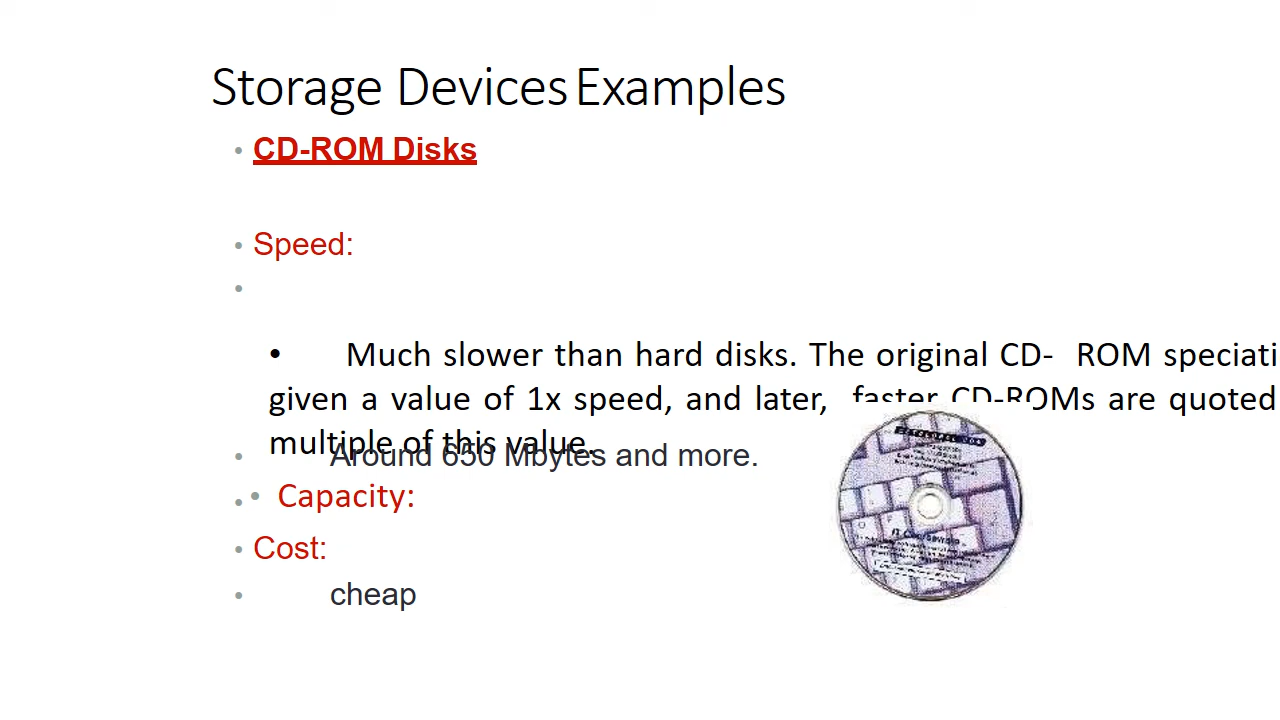 Storage Devices Examples
• CD-ROM Disks
• Speed:
•
• Much slower than hard disks. The original CD- ROM speciati
given a value of 1x speed, and later, faster CD-ROMs are quoted
multiple of this value.
• Around 650 Mbytes and more.
• • Capacity:
• Cost:
• cheap